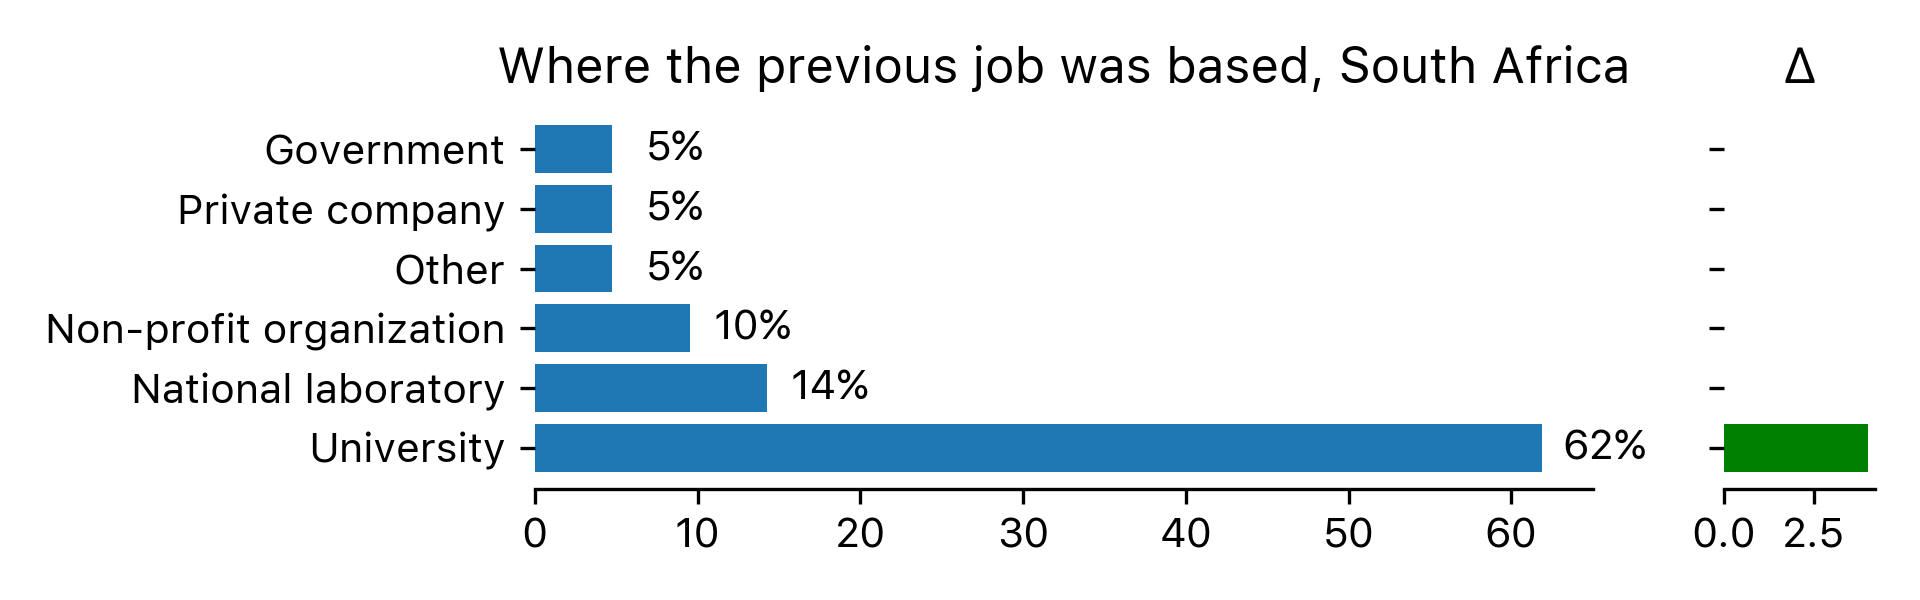 Where the previous job was based, South Africa
Δ
Government 5%
Private company 5%
Other 5%
Non-profit organization 10%
National laboratory 14%
University 62%
0 10 20 30 40 50 60
0.0 2.5